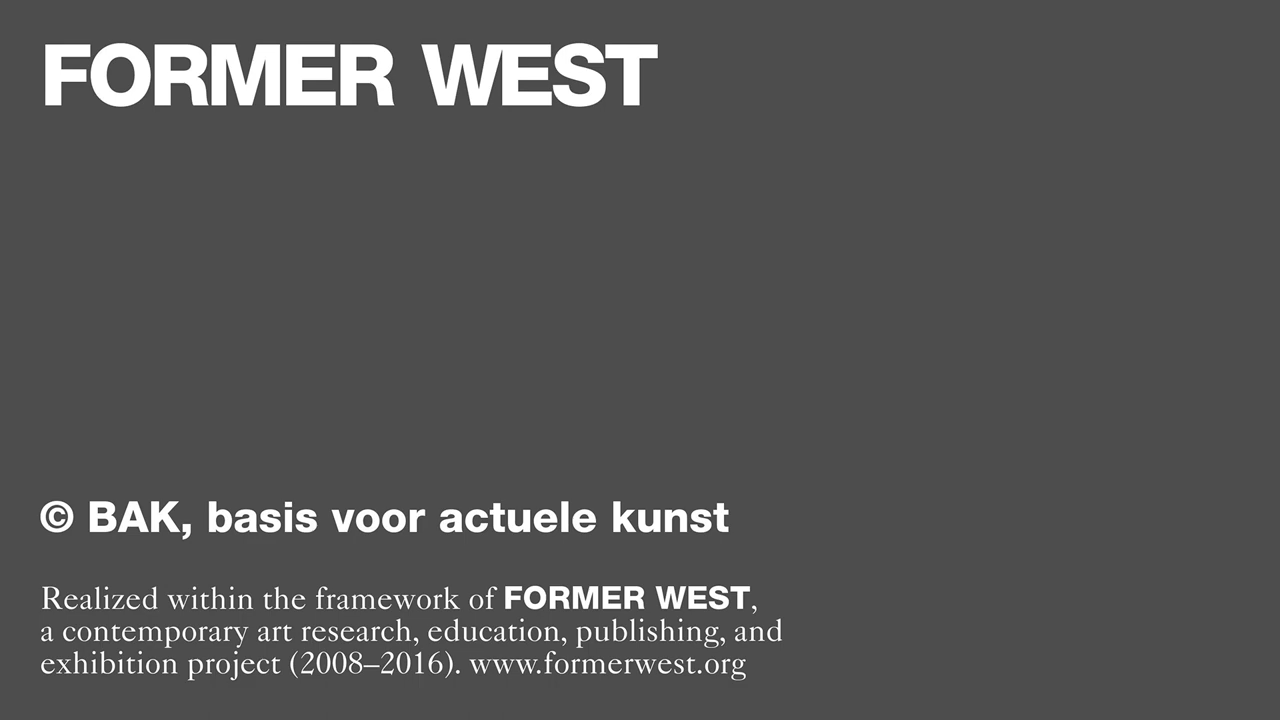 FORMER WEST
© BAK, basis voor actuele kunst
Realized within the framework of FORMER WEST,
a contemporary art research, education, publishing, and
exhibition project (2008–2016). www.formerwest.org